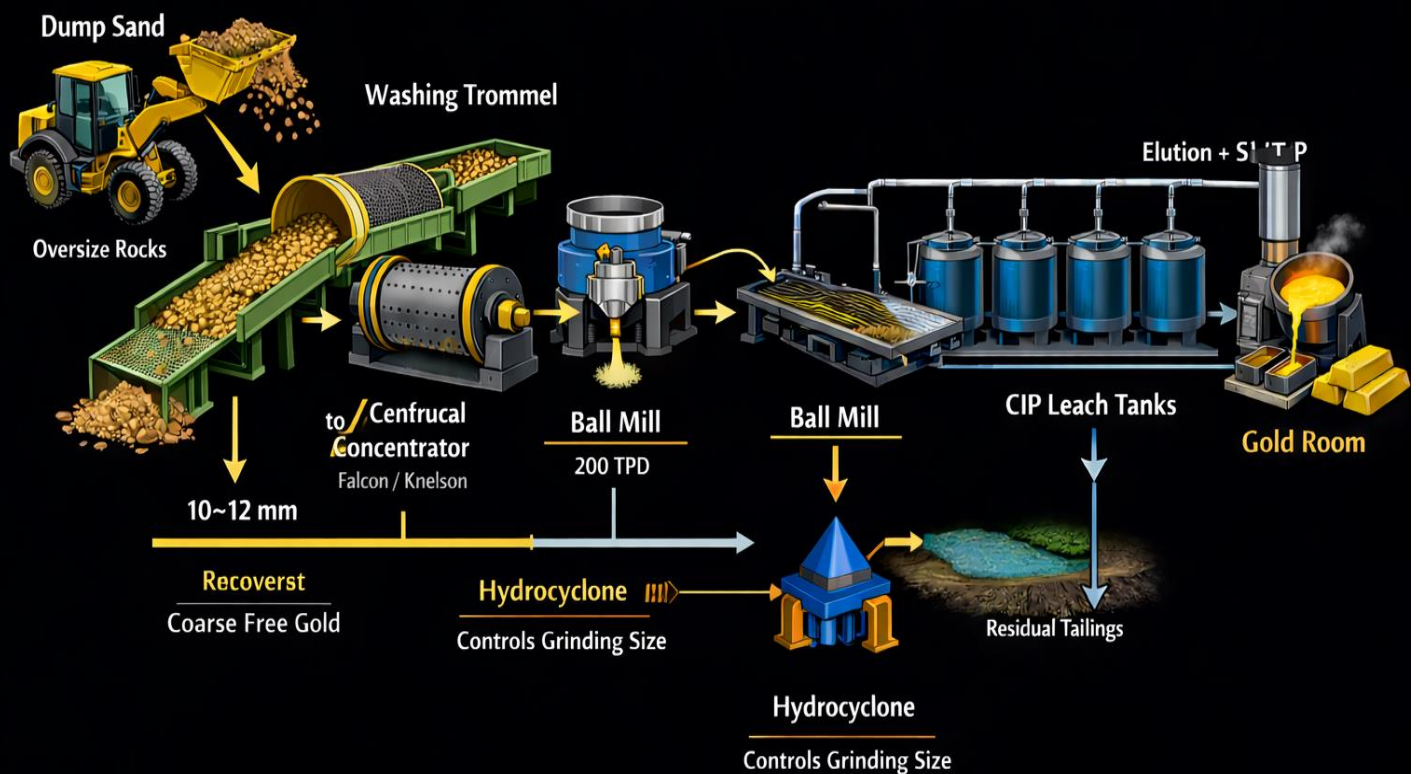 Dump Sand
Washing Trommel
Oversize Rocks
Elution +
to Cenfrucal
Concentrator
Falcon / Knelson
Ball Mill
200 TPD
Ball Mill
CIP Leach Tanks
Gold Room
10~12 mm
Recoverst
Coarse Free Gold
Hydrocyclone
Controls Grinding Size
Residual Tailings
Hydrocyclone
Controls Grinding Size